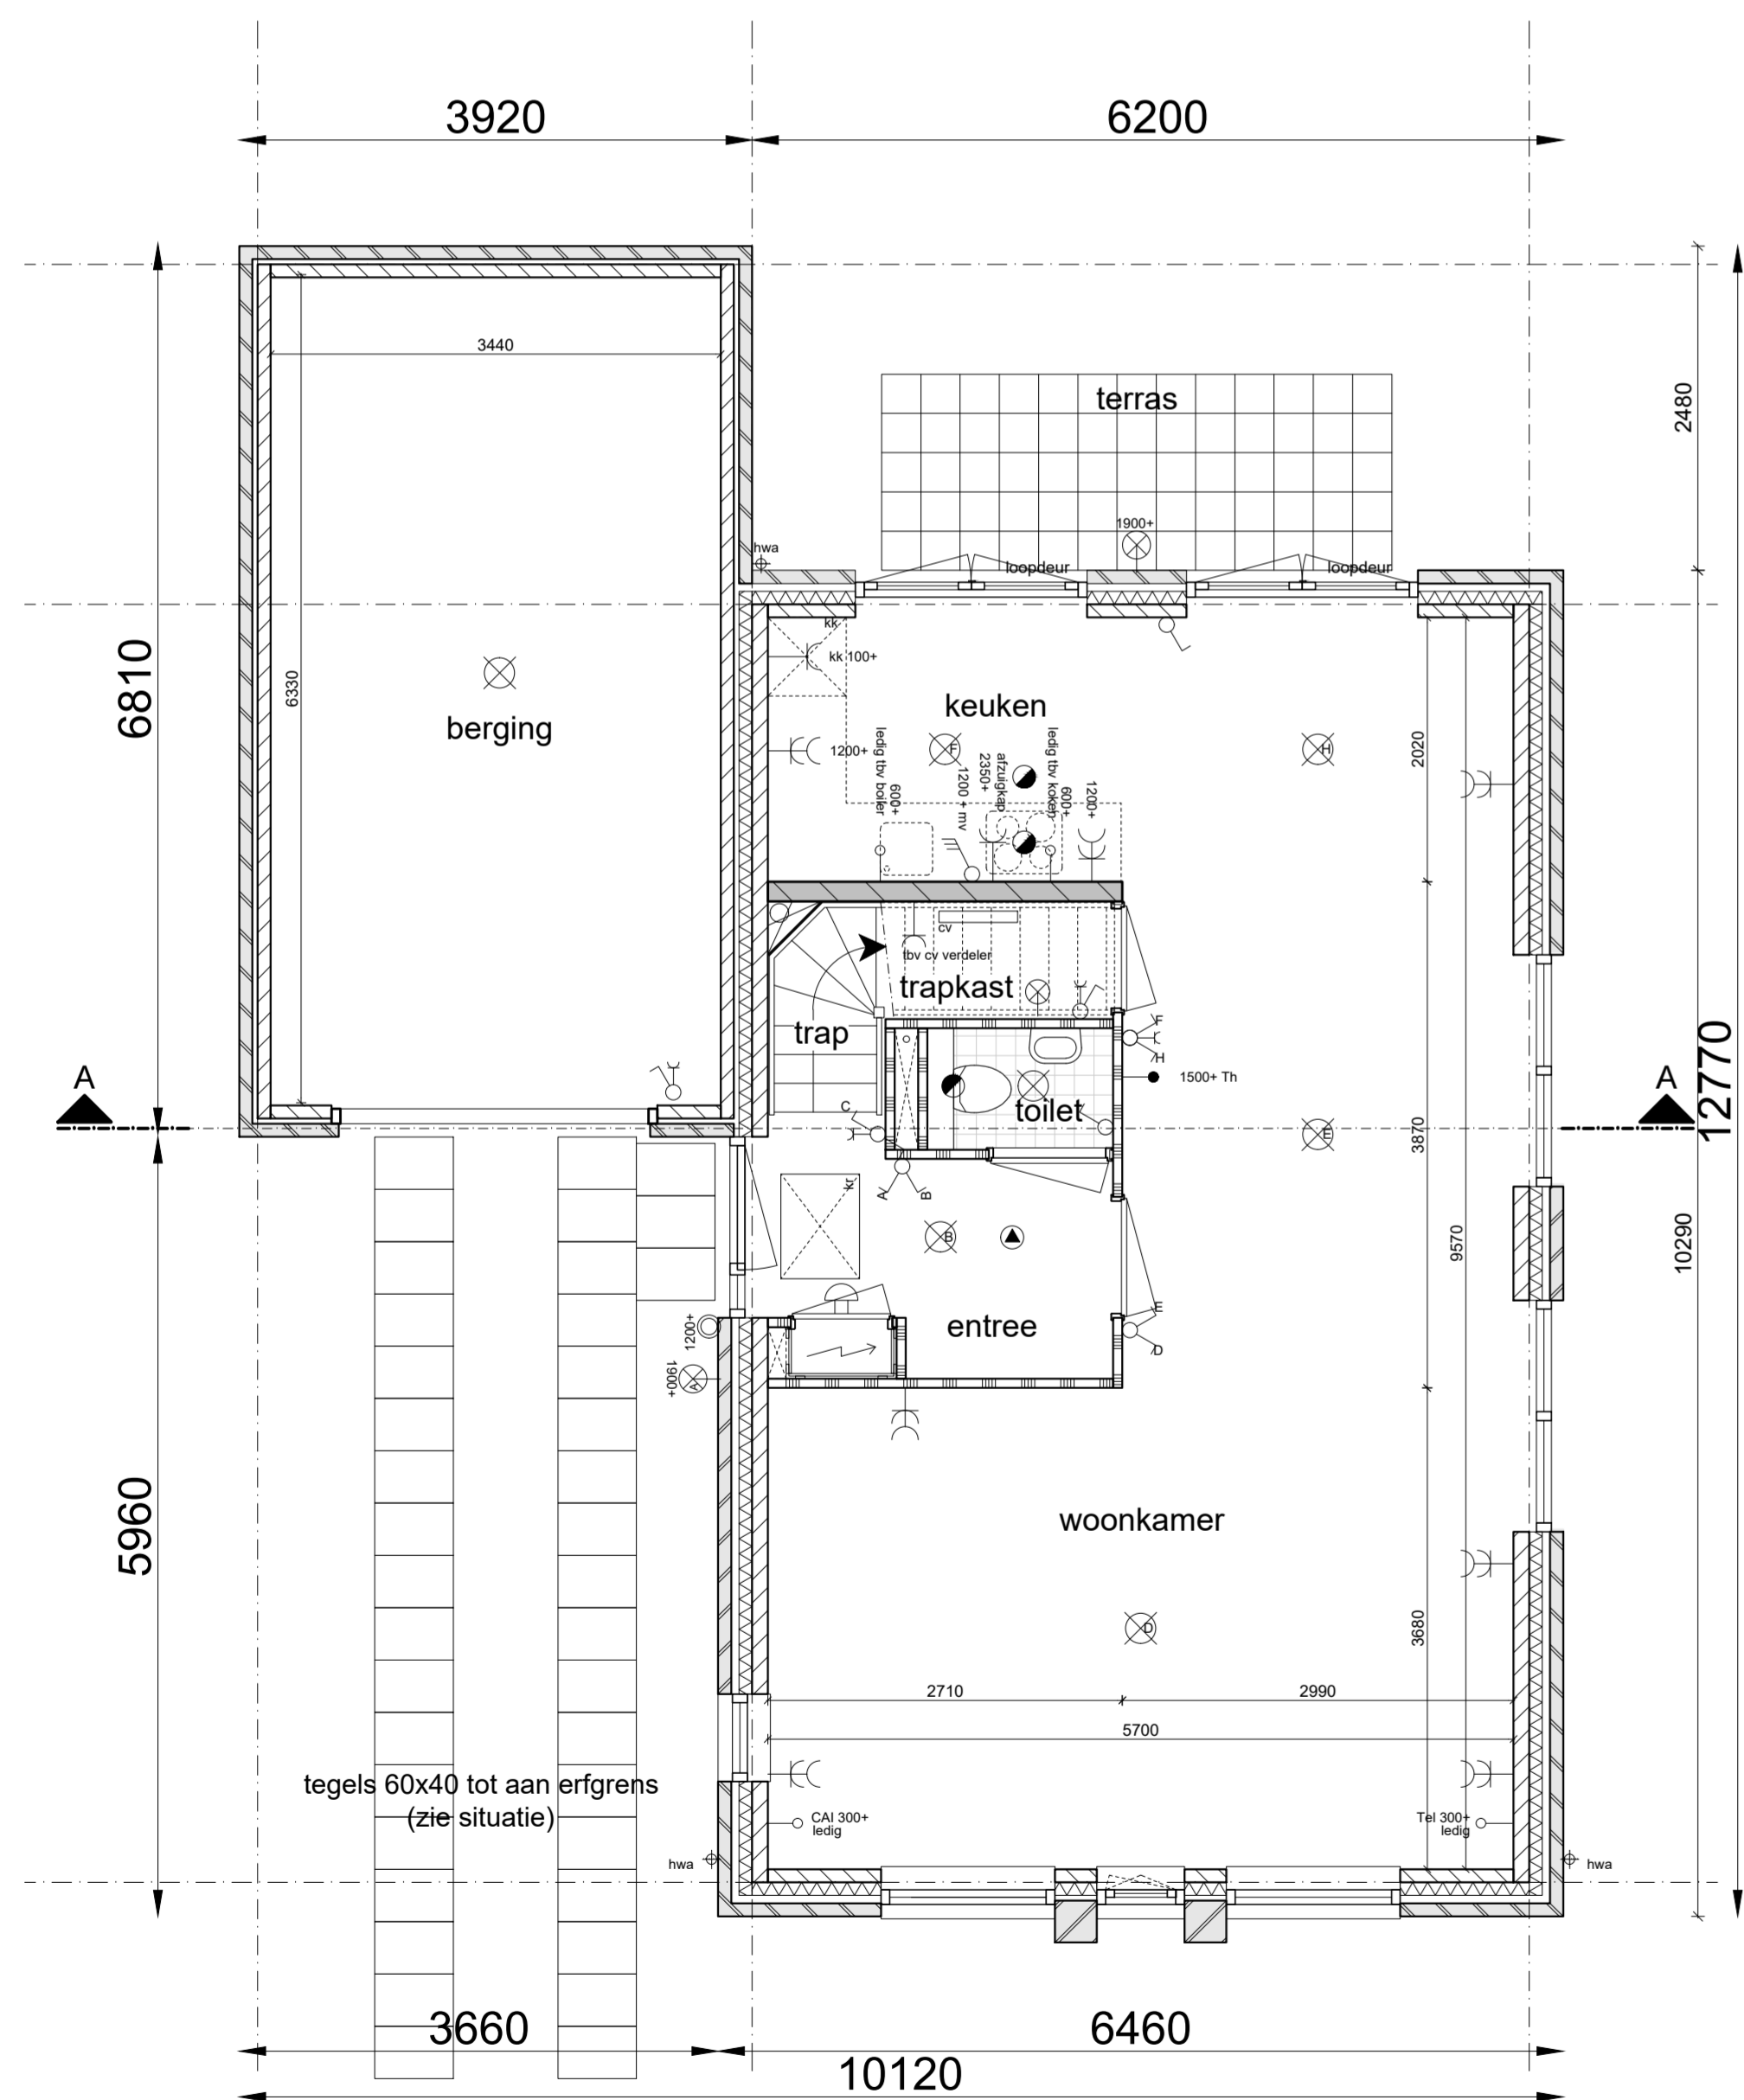 3920
6200
3440
terras
2480
1900+
hwa
loopdeur
loopdeur
kk
kk 100+
6810
6330
berging
keuken
1200+
F
H
2020
ledig tbv boiler
600+
1200 + mv
afzuigkap
2350+
ledig tbv koken
600+
1200+
cv
tbv cv verdeler
trapkast
trap
F
H
12770
1500+ Th
A
A
toilet
C
E
3870
A
B
kr
B
10290
9570
1200+
entree
E
D
1900+
A
woonkamer
5960
D
3680
2710
2990
5700
tegels 60x40 tot aan erfgrens
(zie situatie)
CAI 300+
ledig
Tel 300+
ledig
hwa
hwa
3660
6460
10120